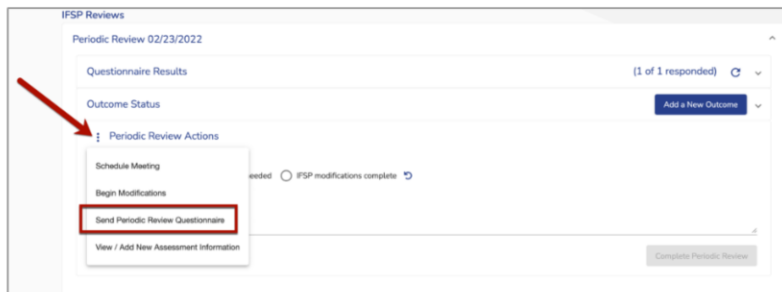 IFSP Reviews
Periodic Review 02/23/2022
Questionnaire Results (1 of 1 responded)
Outcome Status Add a New Outcome
Periodic Review Actions
Schedule Meeting
eeded IFSP modifications complete
Begin Modifications
Send Periodic Review Questionnaire
View / Add New Assessment Information
Complete Periodic Review